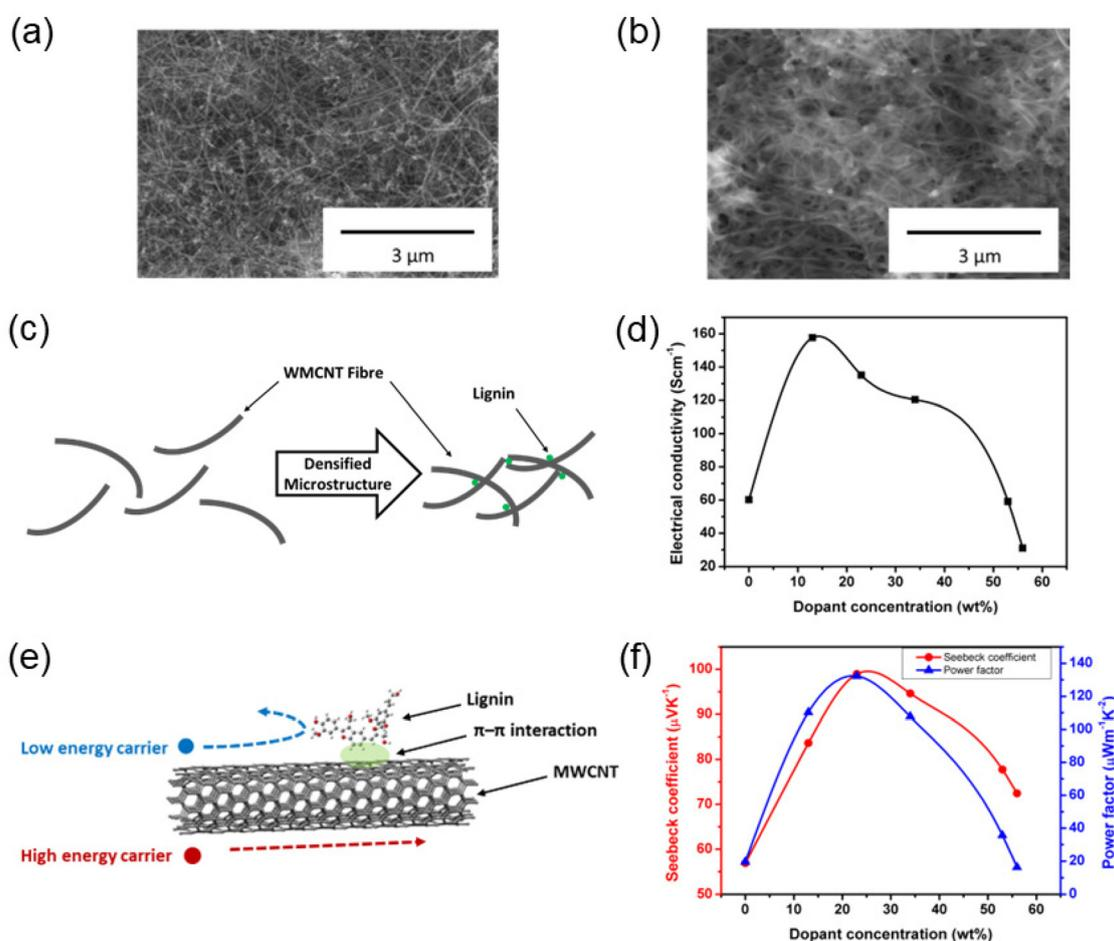 (a)
3 μm
(b)
3 μm
(c)
WMCNT Fibre
Lignin
Densified
Microstructure
(d)
Electrical conductivity (Scm⁻¹)
160
140
120
100
80
60
40
20
0 10 20 30 40 50 60
Dopant concentration (wt%)
(e)
Lignin
π–π interaction
MWCNT
Low energy carrier
High energy carrier
(f)
Seebeck coefficient (μVK⁻¹)
100
90
80
70
60
50
Seebeck coefficient
Power factor
140
120
100
80
60
40
20
0
Power factor (μWm⁻¹K⁻²)
0 10 20 30 40 50 60
Dopant concentration (wt%)